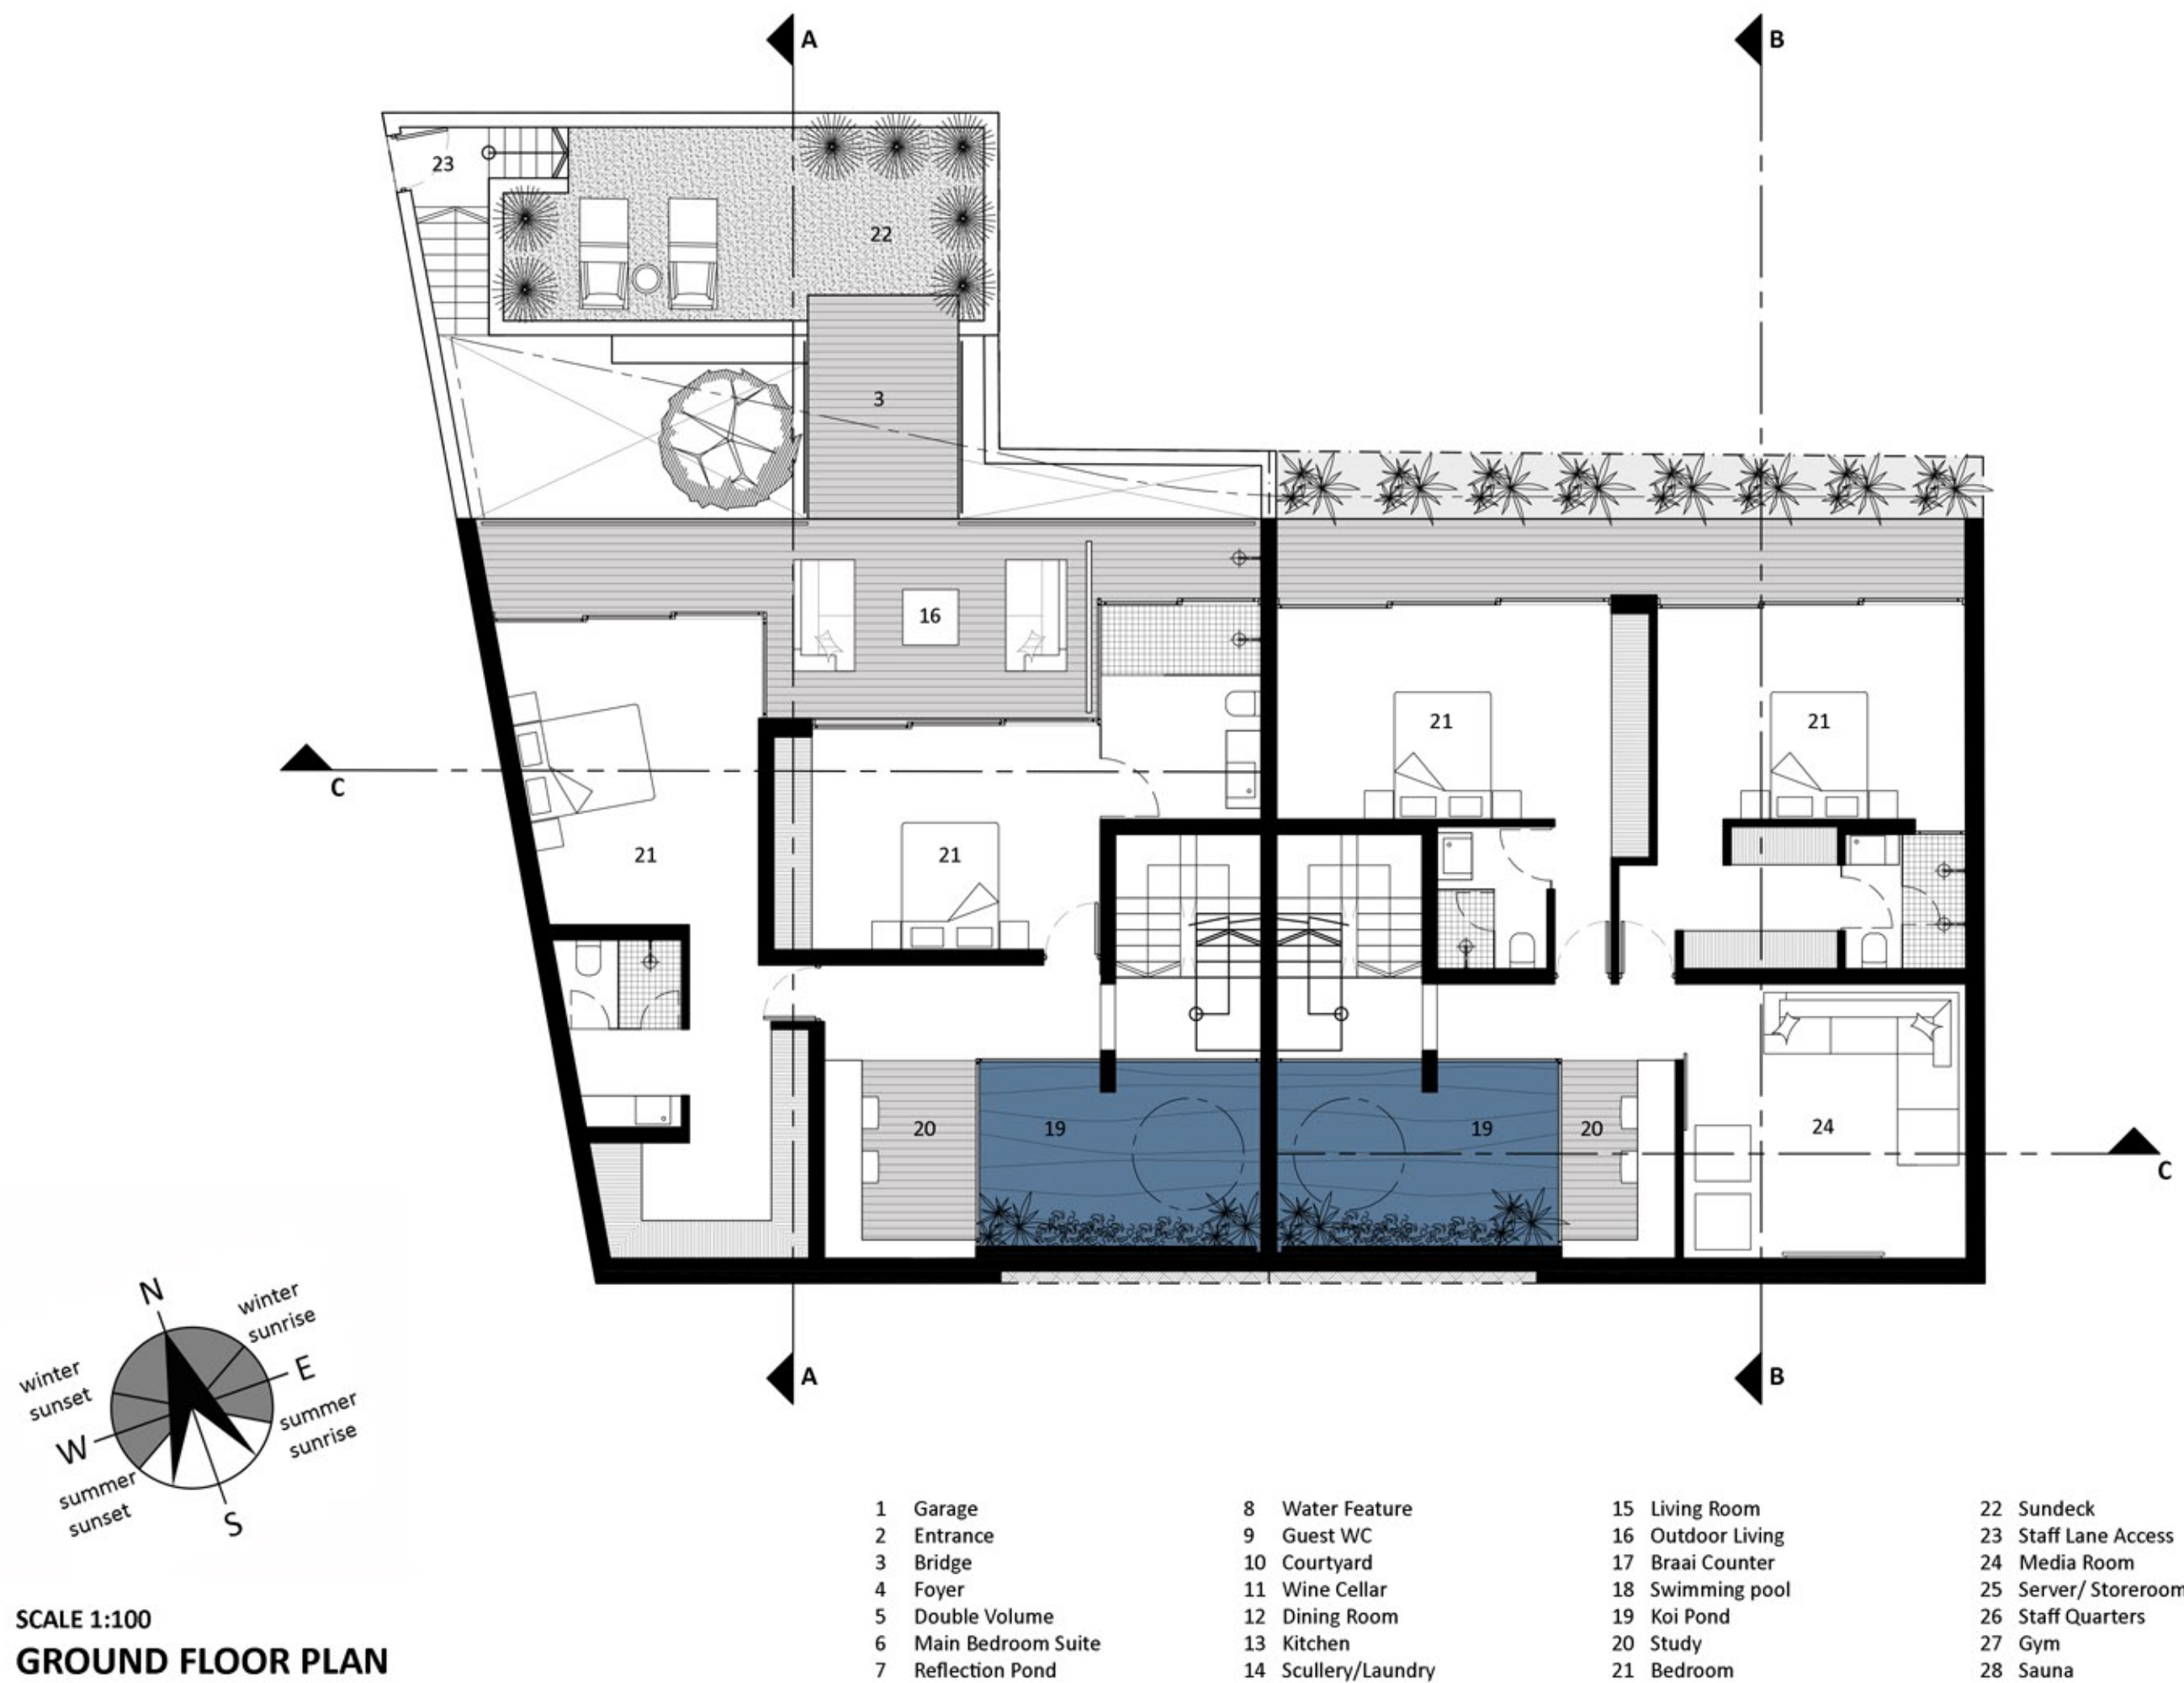 A
B
23
22
3
16
21
21
C
21
21
20
19
19
20
24
C
A
B
N
winter
sunrise
E
winter
sunset
W
summer
sunrise
summer
sunset
S
SCALE 1:100
GROUND FLOOR PLAN
1 Garage
2 Entrance
3 Bridge
4 Foyer
5 Double Volume
6 Main Bedroom Suite
7 Reflection Pond
8 Water Feature
9 Guest WC
10 Courtyard
11 Wine Cellar
12 Dining Room
13 Kitchen
14 Scullery/Laundry
15 Living Room
16 Outdoor Living
17 Braai Counter
18 Swimming pool
19 Koi Pond
20 Study
21 Bedroom
22 Sundeck
23 Staff Lane Access
24 Media Room
25 Server/ Storeroom
26 Staff Quarters
27 Gym
28 Sauna